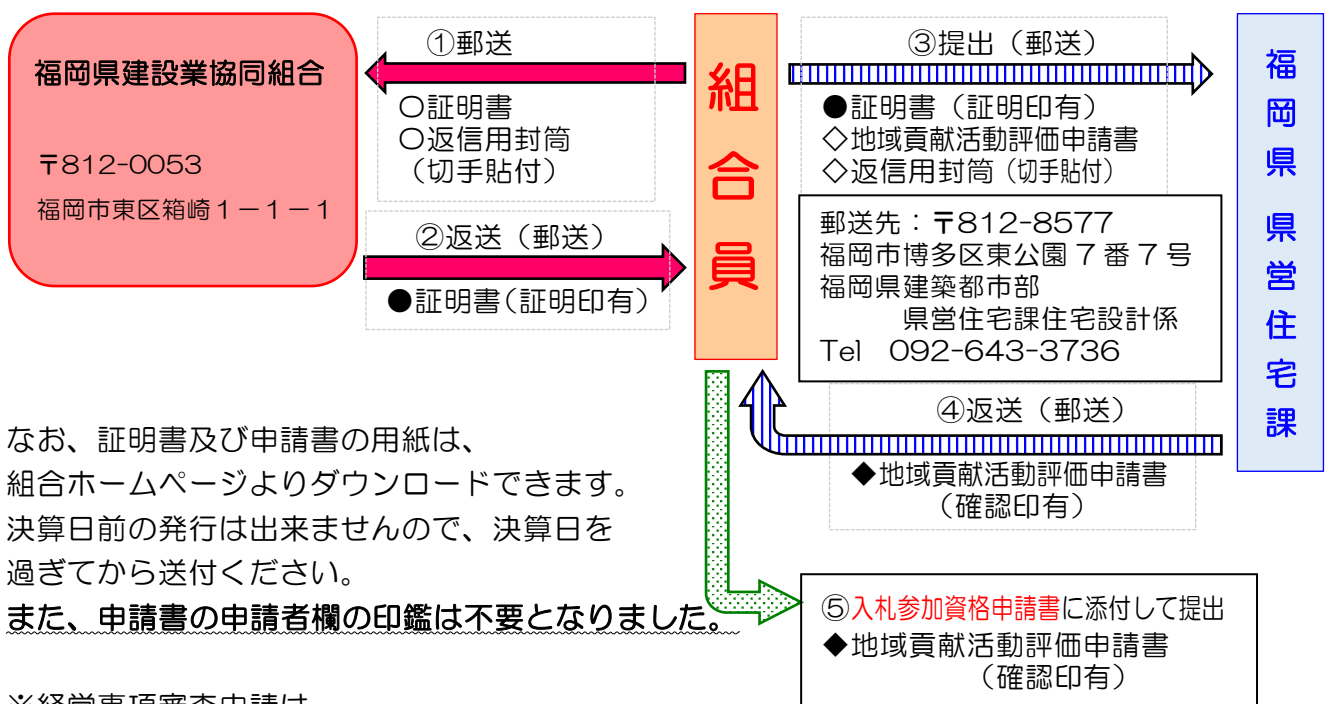 福岡県建設業協同組合
〒812-0053
福岡市東区箱崎１－１－１
①郵送
〇証明書
〇返信用封筒
（切手貼付）
②返送（郵送）
●証明書（証明印有）
組合員
③提出（郵送）
●証明書（証明印有）
◇地域貢献活動評価申請書
◇返信用封筒（切手貼付）
郵送先：〒812-8577
福岡市博多区東公園７番７号
福岡県建築都市部
県営住宅課住宅設計係
Tel　092-643-3736
福岡県 県営住宅課
④返送（郵送）
◆地域貢献活動評価申請書
（確認印有）
なお、証明書及び申請書の用紙は、
組合ホームページよりダウンロードできます。
決算日前の発行は出来ませんので、決算日を
過ぎてから送付ください。
また、申請書の申請者欄の印鑑は不要となりました。
⑤入札参加資格申請書に添付して提出
◆地域貢献活動評価申請書
（確認印有）
※経営事項審査申請は